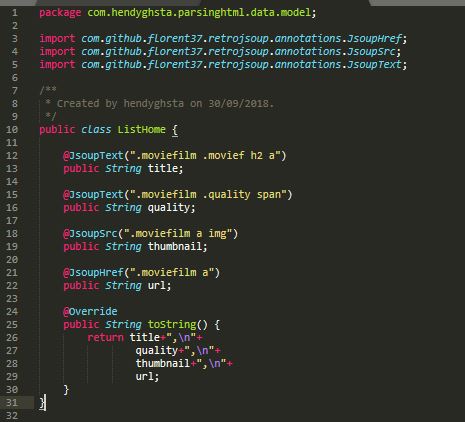 1 package com.hendyghsta.parsinghtml.data.model;
2
3 import com.github.florent37.retrojsoup.annotations.JsoupHref;
4 import com.github.florent37.retrojsoup.annotations.JsoupSrc;
5 import com.github.florent37.retrojsoup.annotations.JsoupText;
6
7 /**
8  * Created by hendyghsta on 30/09/2018.
9  */
10 public class ListHome {
11
12     @JsoupText(".moviefilm .movief h2 a")
13     public String title;
14
15     @JsoupText(".moviefilm .quality span")
16     public String quality;
17
18     @JsoupSrc(".moviefilm a img")
19     public String thumbnail;
20
21     @JsoupHref(".moviefilm a")
22     public String url;
23
24     @Override
25     public String toString() {
26         return title+",\n"+
27                 quality+",\n"+
28                 thumbnail+",\n"+
29                 url;
30     }
31 }
32